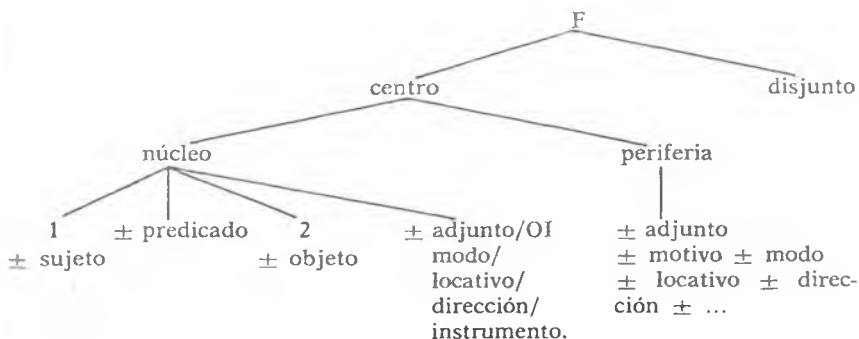 F
centro disjunto
núcleo periferia
1 ± predicado 2 ± adjunto/OI ± adjunto
± sujeto ± objeto modo/ ± motivo ± modo
locativo/ ± locativo ± direc-
dirección/ ción ± ...
instrumento.